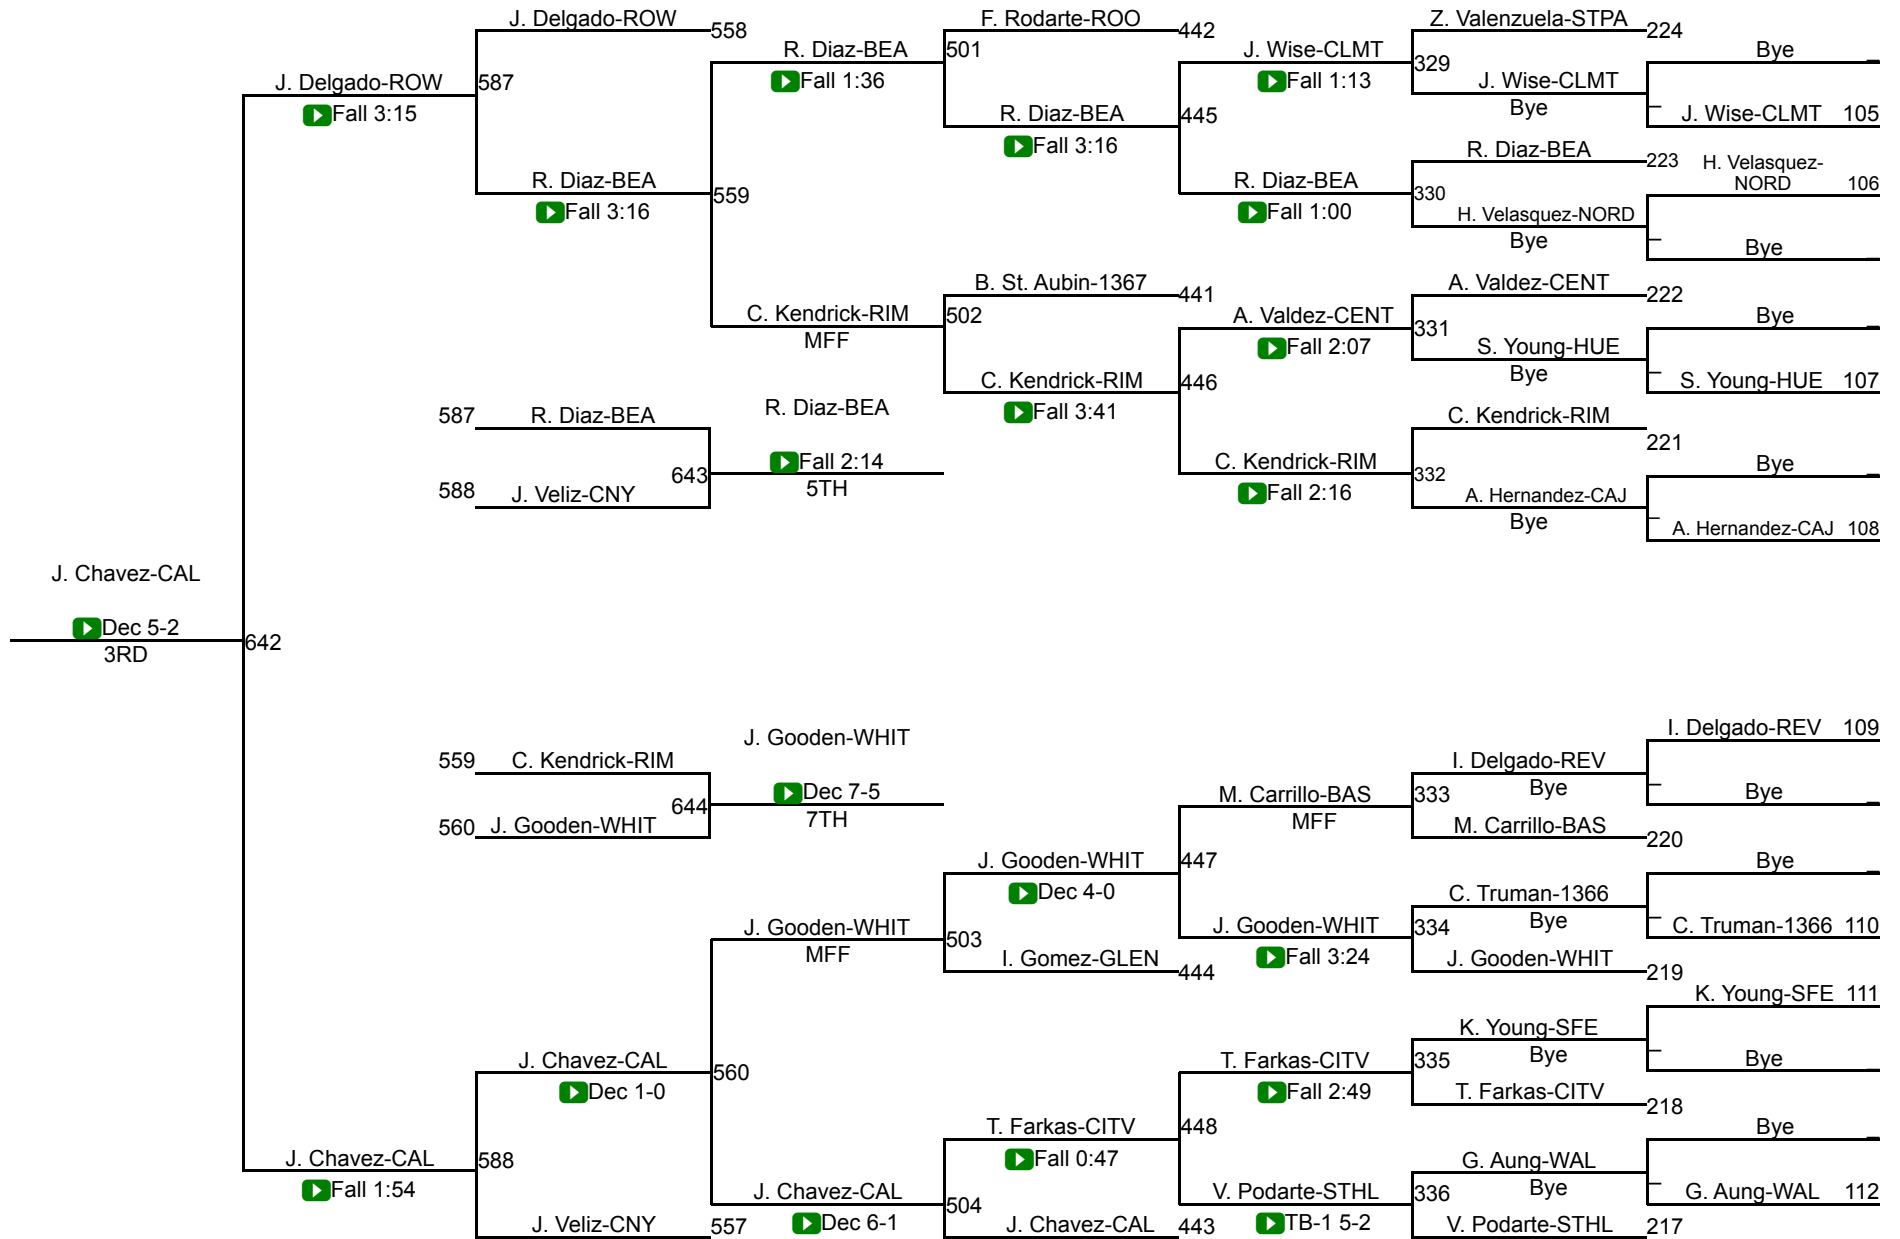 J. Delgado-ROW
558
F. Rodarte-ROO
442
Z. Valenzuela-STPA
224
R. Diaz-BEA
501
J. Wise-CLMT
329
Bye
J. Delgado-ROW
587
Fall 1:36
Fall 1:13
J. Wise-CLMT
Bye
Fall 3:15
R. Diaz-BEA
445
J. Wise-CLMT 105
Fall 3:16
R. Diaz-BEA
223
H. Velasquez-
NORD 106
R. Diaz-BEA
559
R. Diaz-BEA
330
Fall 3:16
Fall 1:00
H. Velasquez-NORD
Bye
Bye
B. St. Aubin-1367
441
A. Valdez-CENT
222
C. Kendrick-RIM
502
A. Valdez-CENT
331
Bye
MFF
Fall 2:07
S. Young-HUE
Bye
C. Kendrick-RIM
446
S. Young-HUE 107
587
R. Diaz-BEA
R. Diaz-BEA
Fall 3:41
C. Kendrick-RIM
221
643
Fall 2:14
C. Kendrick-RIM
332
Bye
588
J. Veliz-CNY
5TH
Fall 2:16
A. Hernandez-CAJ
Bye
A. Hernandez-CAJ 108
J. Chavez-CAL
Dec 5-2
642
3RD
I. Delgado-REV 109
J. Gooden-WHIT
559
C. Kendrick-RIM
I. Delgado-REV
Bye
644
Dec 7-5
M. Carrillo-BAS
333
Bye
560
J. Gooden-WHIT
7TH
MFF
M. Carrillo-BAS
220
J. Gooden-WHIT
447
Bye
Dec 4-0
C. Truman-1366
Bye
J. Gooden-WHIT
503
J. Gooden-WHIT
334
C. Truman-1366 110
MFF
I. Gomez-GLEN
444
Fall 3:24
J. Gooden-WHIT
219
K. Young-SFE 111
K. Young-SFE
Bye
J. Chavez-CAL
560
T. Farkas-CITV
335
Bye
Dec 1-0
Fall 2:49
T. Farkas-CITV
218
T. Farkas-CITV
448
Bye
J. Chavez-CAL
588
Fall 0:47
G. Aung-WAL
Bye
Fall 1:54
J. Chavez-CAL
504
V. Podarte-STHL
336
G. Aung-WAL 112
J. Veliz-CNY
557
Dec 6-1
J. Chavez-CAL
443
TB-1 5-2
V. Podarte-STHL
217